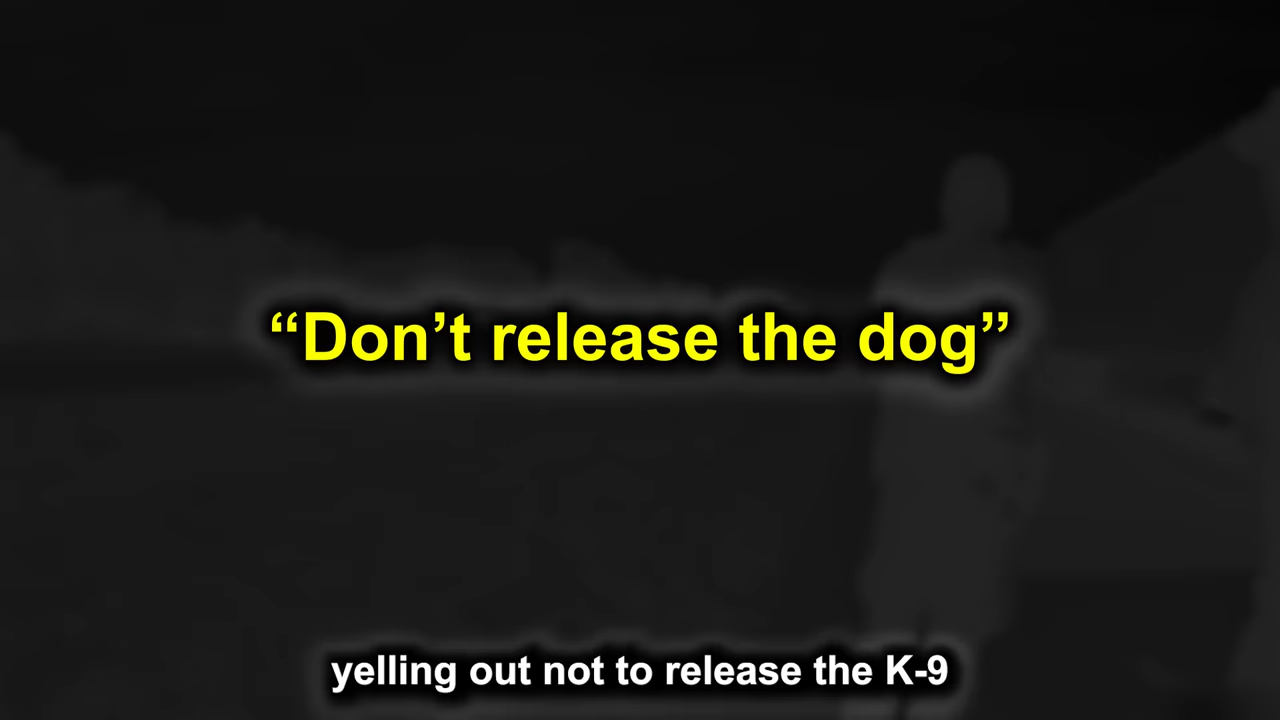 “Don’t release the dog”
yelling out not to release the K-9